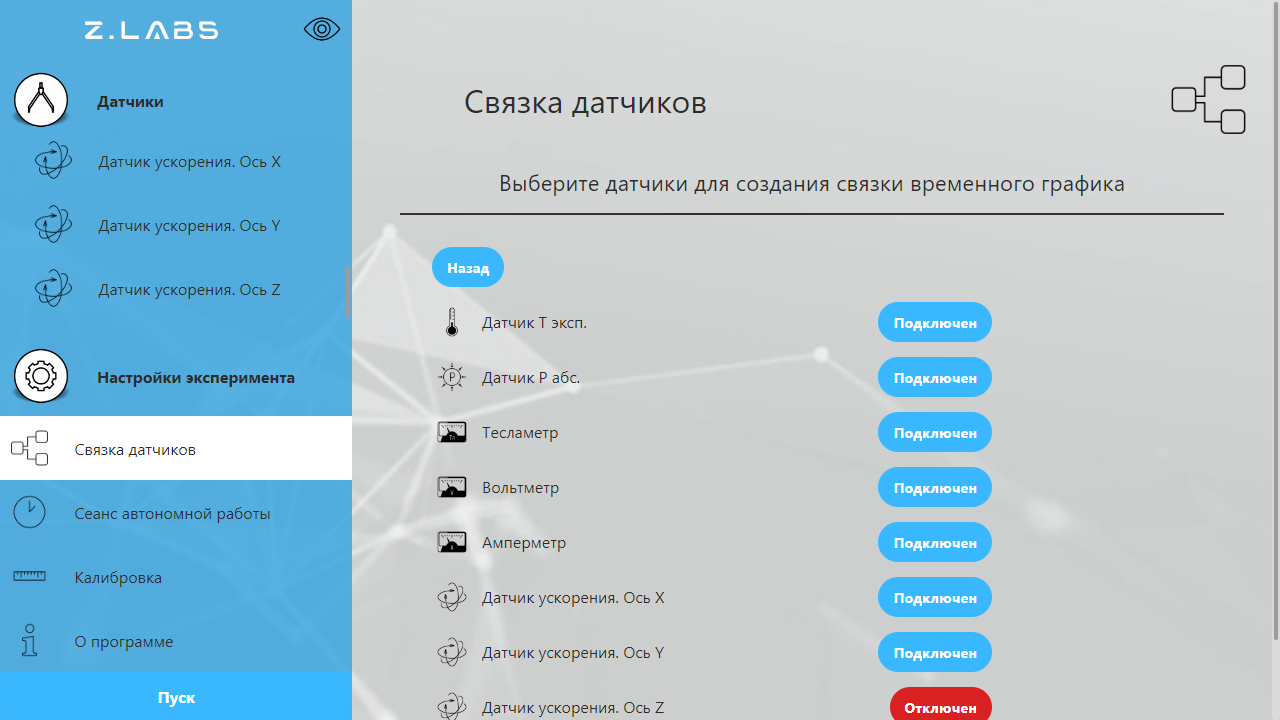 Z.LABS
Датчики
Датчик ускорения. Ось X
Датчик ускорения. Ось Y
Датчик ускорения. Ось Z
Настройки эксперимента
Связка датчиков
Сеанс автономной работы
Калибровка
О программе
Пуск
Связка датчиков
Выберите датчики для создания связки временного графика
Назад
Датчик Т эксп. Подключен
P Датчик Р абс. Подключен
Тл Тесламетр Подключен
Вольтметр Подключен
A Амперметр Подключен
Датчик ускорения. Ось X Подключен
Датчик ускорения. Ось Y Подключен
Датчик ускорения. Ось Z Отключен